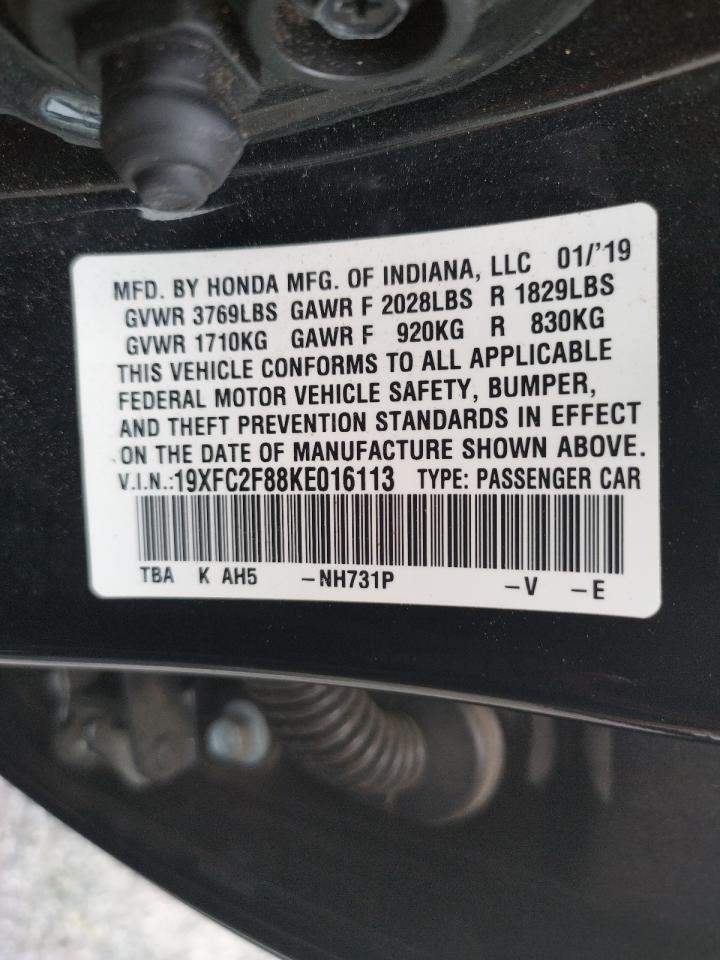 MFD. BY HONDA MFG. OF INDIANA, LLC 01/'19
GVWR 3769LBS GAWR F 2028LBS R 1829LBS
GVWR 1710KG GAWR F 920KG R 830KG
THIS VEHICLE CONFORMS TO ALL APPLICABLE
FEDERAL MOTOR VEHICLE SAFETY, BUMPER,
AND THEFT PREVENTION STANDARDS IN EFFECT
ON THE DATE OF MANUFACTURE SHOWN ABOVE.
V.I.N.:19XFC2F88KE016113 TYPE: PASSENGER CAR
TBA K AH5 –NH731P –V –E